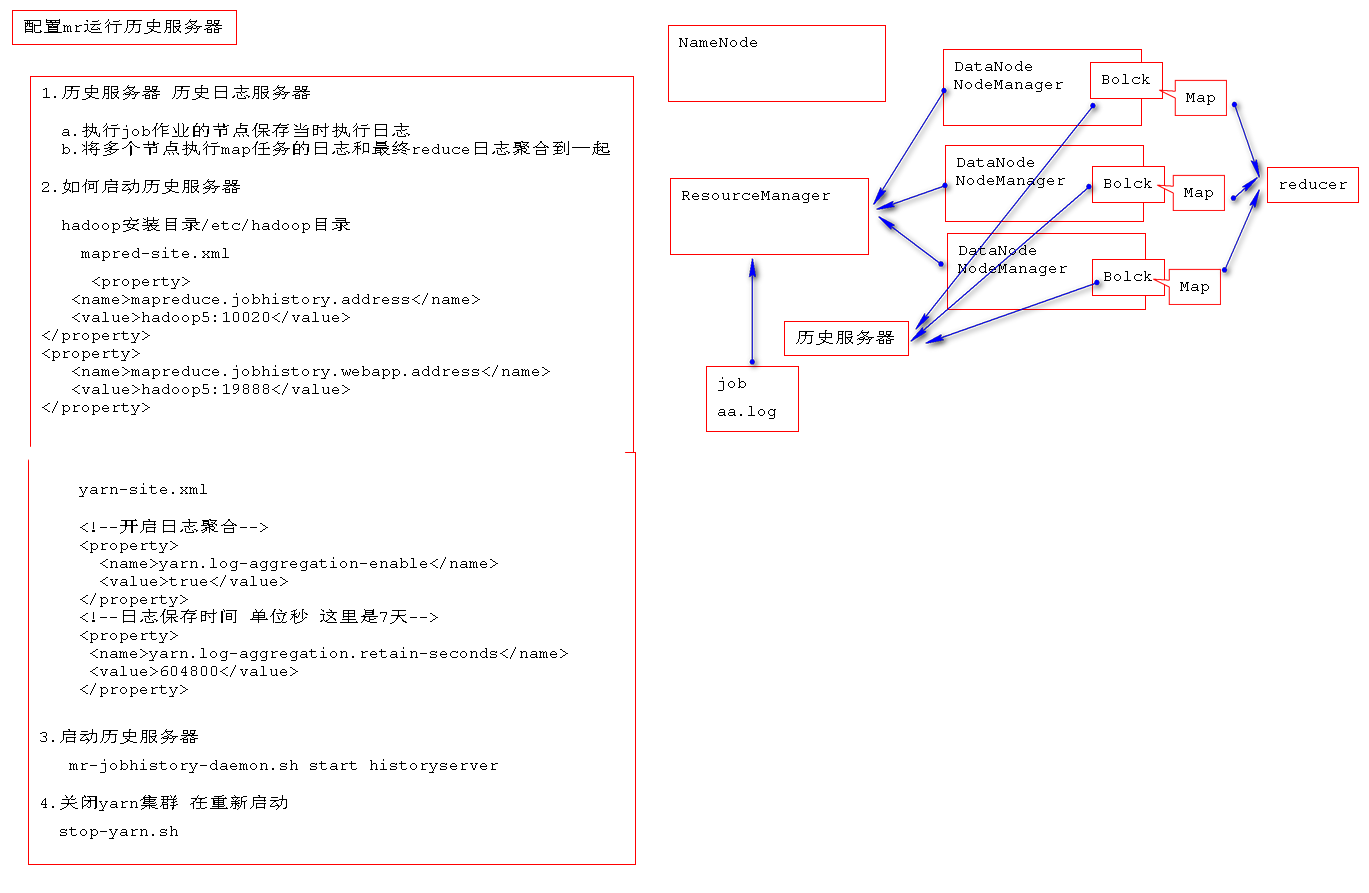 配置mr运行历史服务器
1.历史服务器 历史日志服务器
a.执行job作业的节点保存当时执行日志
b.将多个节点执行map任务的日志和最终reduce日志聚合到一起
2.如何启动历史服务器
hadoop安装目录/etc/hadoop目录
mapred-site.xml
<property>
<name>mapreduce.jobhistory.address</name>
<value>hadoop5:10020</value>
</property>
<property>
<name>mapreduce.jobhistory.webapp.address</name>
<value>hadoop5:19888</value>
</property>
yarn-site.xml
<!--开启日志聚合-->
<property>
<name>yarn.log-aggregation-enable</name>
<value>true</value>
</property>
<!--日志保存时间 单位秒 这里是7天-->
<property>
<name>yarn.log-aggregation.retain-seconds</name>
<value>604800</value>
</property>
3.启动历史服务器
mr-jobhistory-daemon.sh start historyserver
4.关闭yarn集群 在重新启动
stop-yarn.sh
NameNode
ResourceManager
DataNode
NodeManager
Bolck
Map
DataNode
NodeManager
Bolck
Map
DataNode
NodeManager
Bolck
Map
reducer
历史服务器
job
aa.log